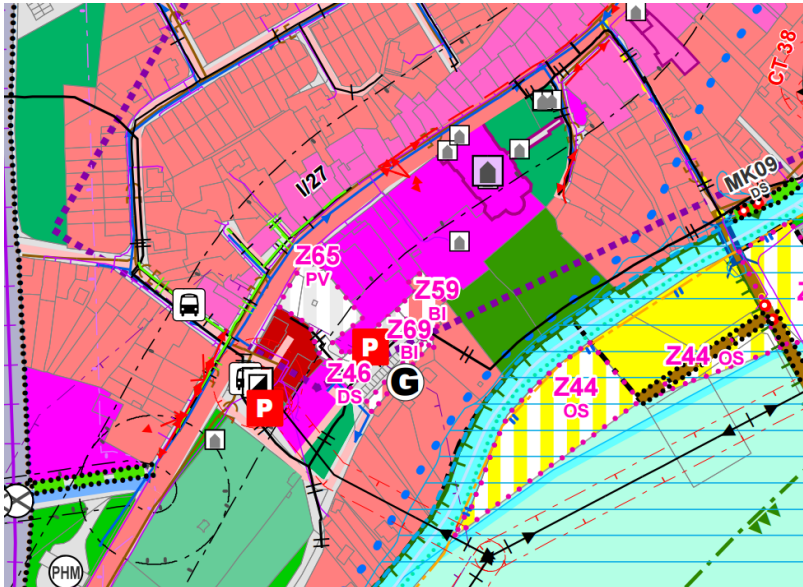 CT-38
I/27
MK09
DS
Z65
PV
Z59
BI
Z69
BI
P
Z46
DS
G
Z44 OS
Z44
OS
P
Z
PHM